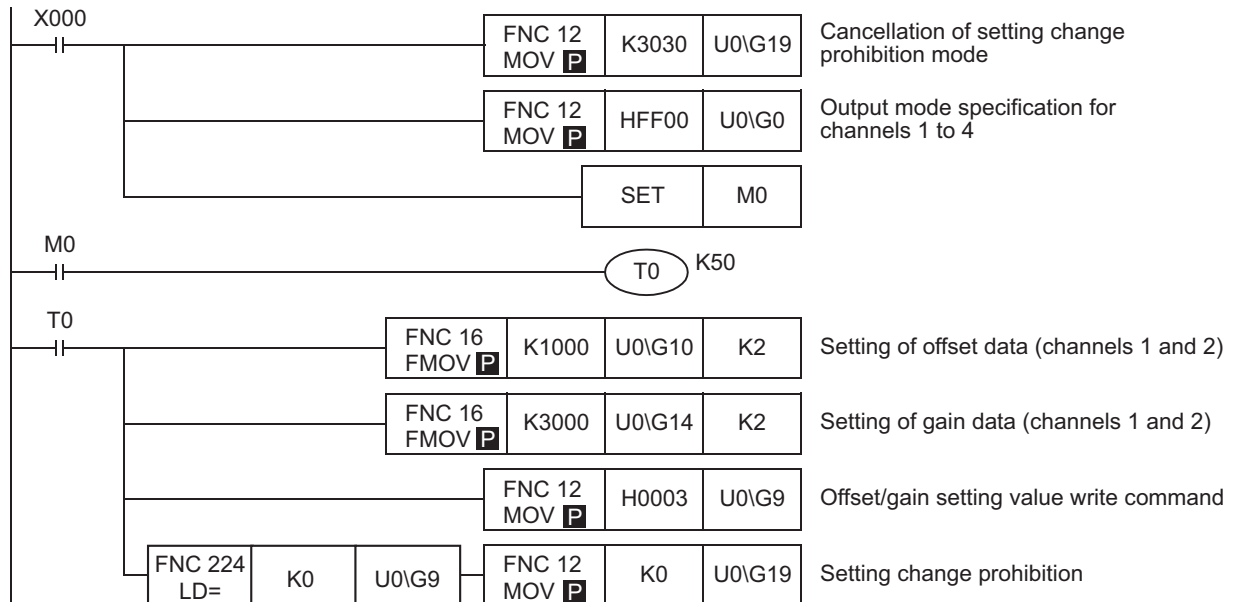 X000
FNC 12
MOV P
K3030
U0\G19
Cancellation of setting change
prohibition mode
FNC 12
MOV P
HFF00
U0\G0
Output mode specification for
channels 1 to 4
SET
M0
M0
T0
K50
T0
FNC 16
FMOV P
K1000
U0\G10
K2
Setting of offset data (channels 1 and 2)
FNC 16
FMOV P
K3000
U0\G14
K2
Setting of gain data (channels 1 and 2)
FNC 12
MOV P
H0003
U0\G9
Offset/gain setting value write command
FNC 224
LD=
K0
U0\G9
FNC 12
MOV P
K0
U0\G19
Setting change prohibition